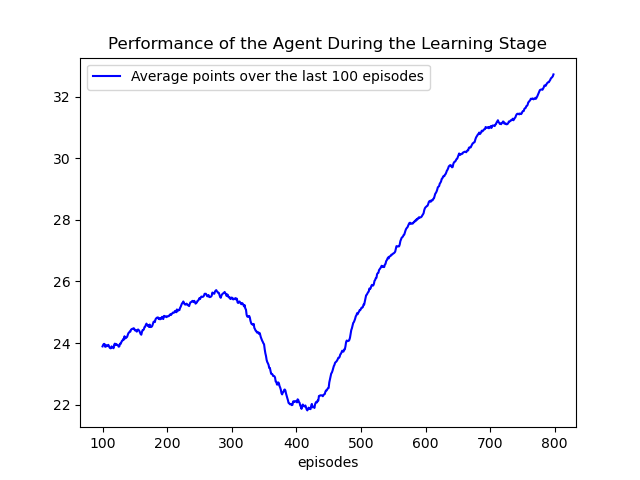 Performance of the Agent During the Learning Stage
Average points over the last 100 episodes
32
30
28
26
24
22
100 200 300 400 500 600 700 800
episodes